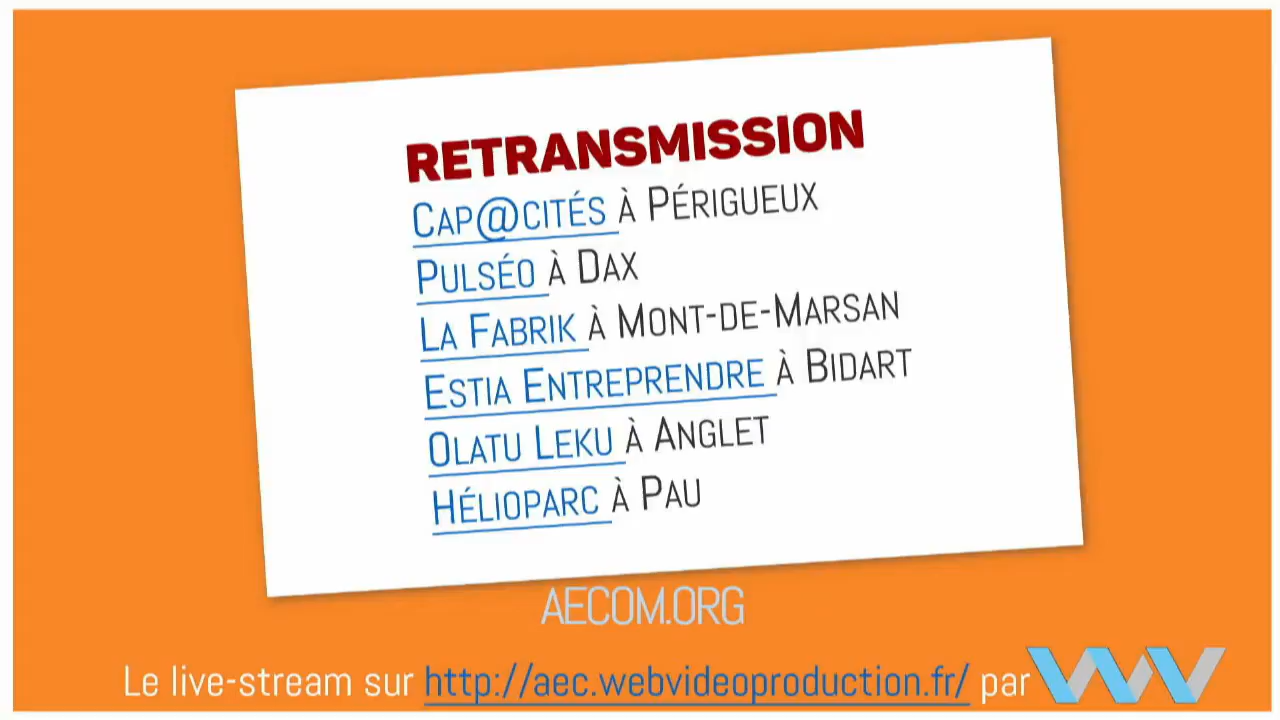 RETRANSMISSION
CAP@CITÉS À PÉRIGUEUX
PULSÉO À DAX
LA FABRIK À MONT-DE-MARSAN
ESTIA ENTREPRENDRE À BIDART
OLATU LEKU À ANGLET
HÉLIOPARC À PAU
AECOM.ORG
Le live-stream sur http://aec.webvideoproduction.fr/ par WV